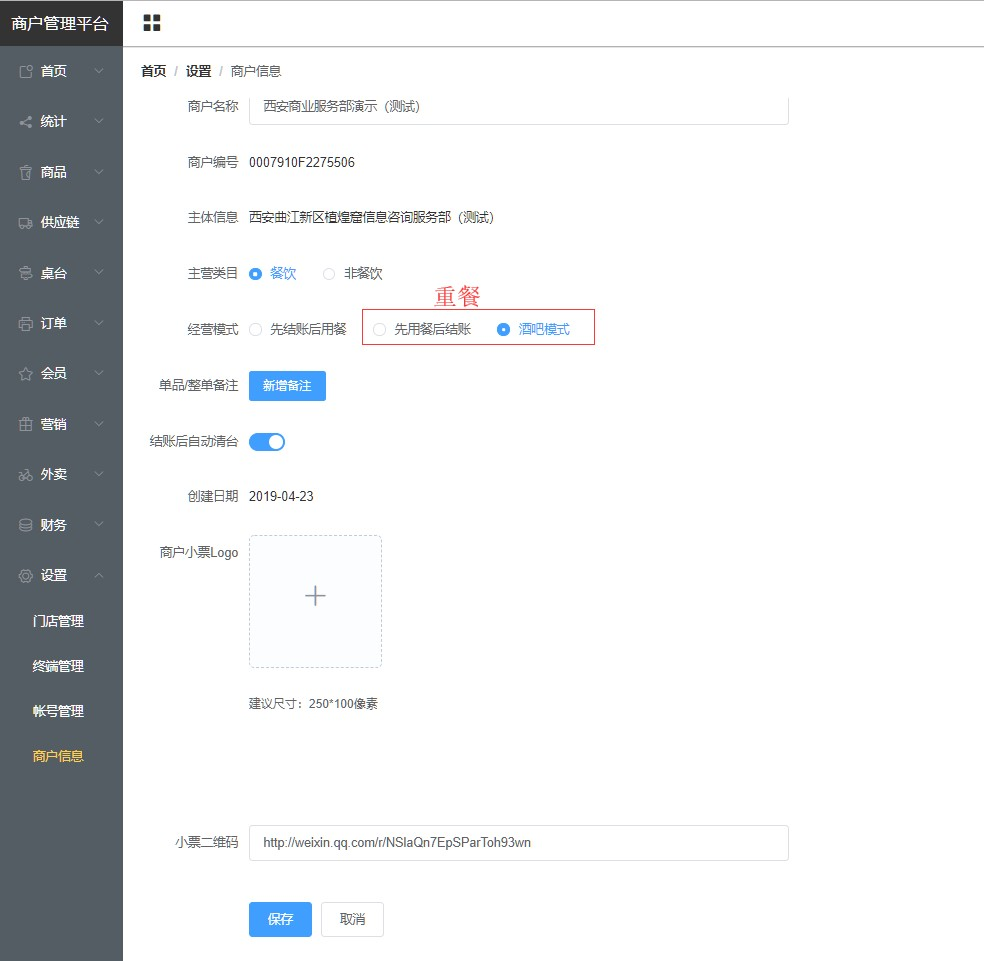 商户管理平台
首页
统计
商品
供应链
桌台
订单
会员
营销
外卖
财务
设置
门店管理
终端管理
帐号管理
商户信息
首页 / 设置 / 商户信息
商户名称 西安商业服务部演示（测试）
商户编号 0007910F2275506
主体信息 西安曲江新区植煌窟信息咨询服务部（测试）
主营类目 餐饮 非餐饮
重餐
经营模式 先结账后用餐 先用餐后结账 酒吧模式
单品/整单备注 新增备注
结账后自动清台
创建日期 2019-04-23
商户小票Logo
建议尺寸：250*100像素
小票二维码 http://weixin.qq.com/r/NSlaQn7EpSParToh93wn
保存 取消